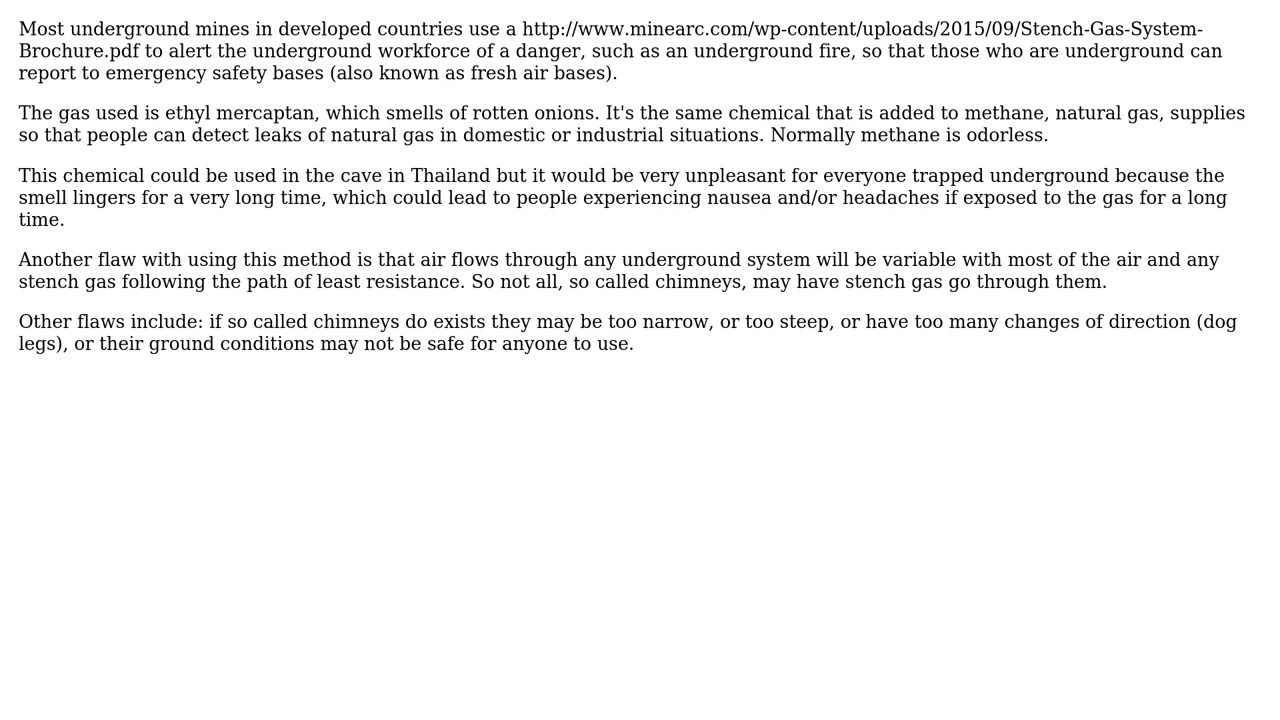 Most underground mines in developed countries use a http://www.minearc.com/wp-content/uploads/2015/09/Stench-Gas-System-
Brochure.pdf to alert the underground workforce of a danger, such as an underground fire, so that those who are underground can
report to emergency safety bases (also known as fresh air bases).
The gas used is ethyl mercaptan, which smells of rotten onions. It's the same chemical that is added to methane, natural gas, supplies
so that people can detect leaks of natural gas in domestic or industrial situations. Normally methane is odorless.
This chemical could be used in the cave in Thailand but it would be very unpleasant for everyone trapped underground because the
smell lingers for a very long time, which could lead to people experiencing nausea and/or headaches if exposed to the gas for a long
time.
Another flaw with using this method is that air flows through any underground system will be variable with most of the air and any
stench gas following the path of least resistance. So not all, so called chimneys, may have stench gas go through them.
Other flaws include: if so called chimneys do exists they may be too narrow, or too steep, or have too many changes of direction (dog
legs), or their ground conditions may not be safe for anyone to use.